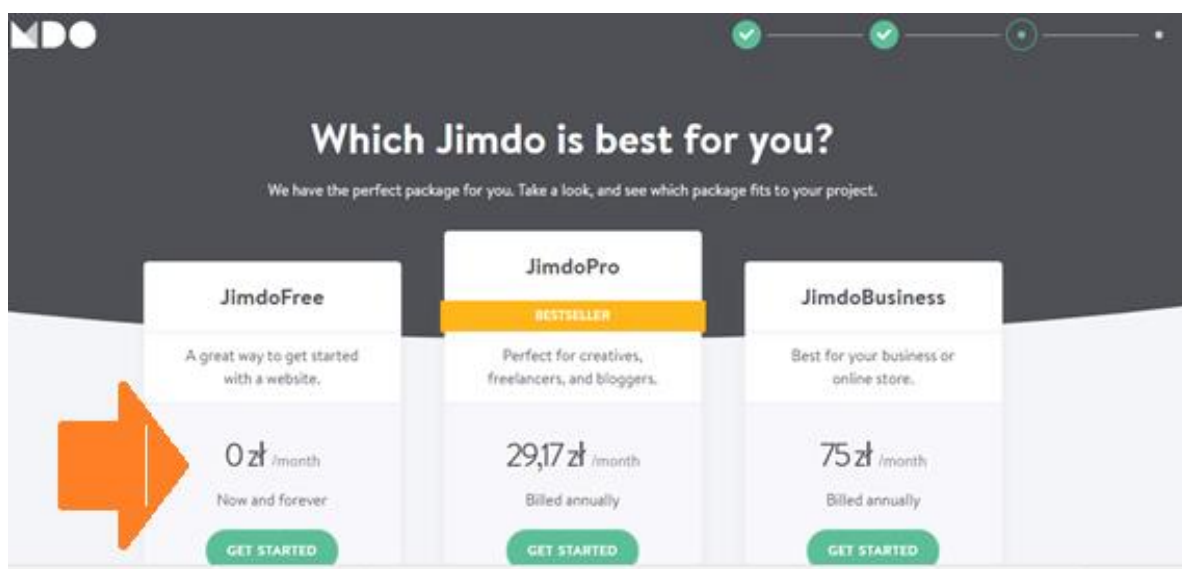 MDO
Which Jimdo is best for you?
We have the perfect package for you. Take a look, and see which package fits to your project.
JimdoFree
A great way to get started
with a website.
0 zł /month
Now and forever
GET STARTED
JimdoPro
BESTSELLER
Perfect for creatives,
freelancers, and bloggers.
29,17 zł /month
Billed annually
GET STARTED
JimdoBusiness
Best for your business or
online store.
75 zł /month
Billed annually
GET STARTED